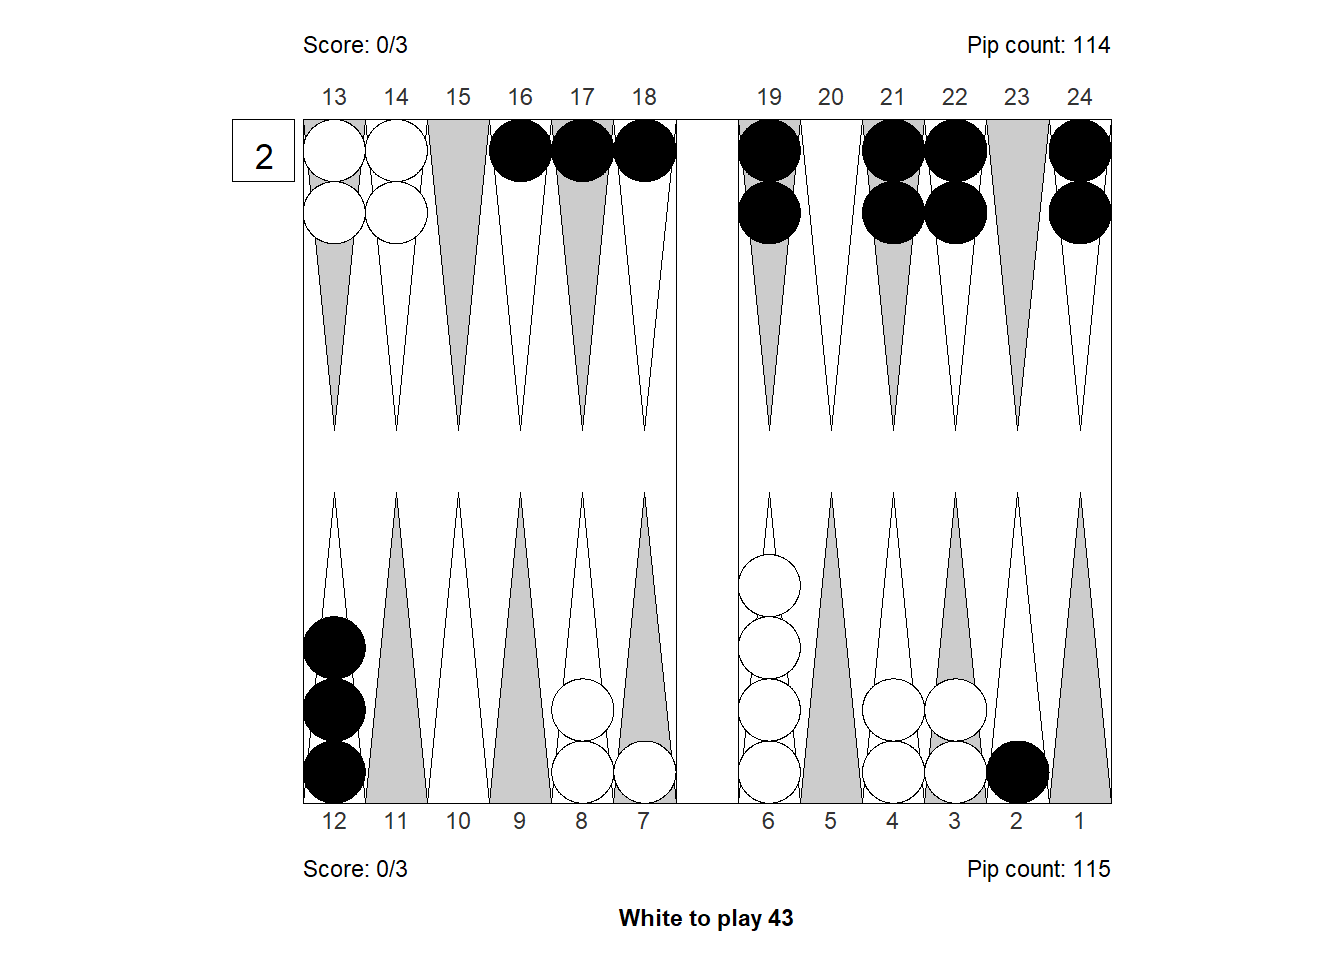 Score: 0/3 Pip count: 114
13 14 15 16 17 18 19 20 21 22 23 24
2
12 11 10 9 8 7 6 5 4 3 2 1
Score: 0/3 Pip count: 115
White to play 43